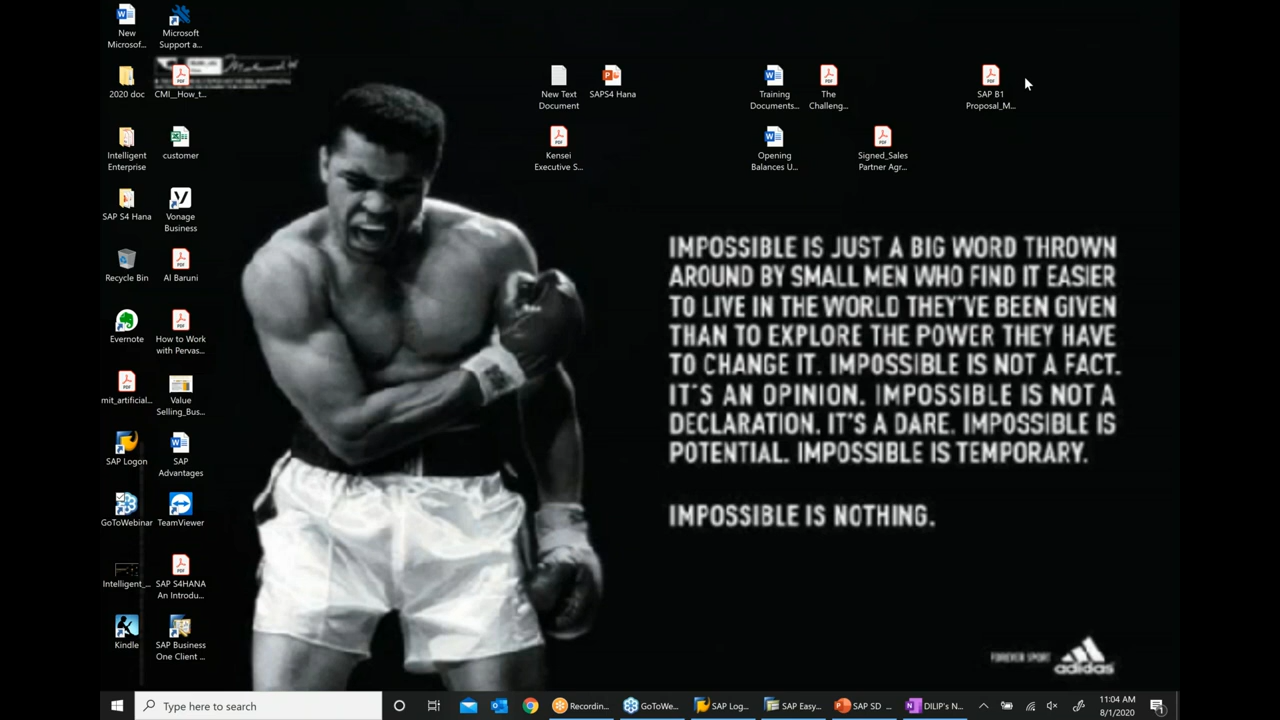 New
Microsof...
Microsoft
Support a...
2020 doc
CMI__How_t...
New Text
Document
SAPS4 Hana
Training
Documents...
The
Challeng...
SAP B1
Proposal_M...
Intelligent
Enterprise
customer
Kensei
Executive S...
Opening
Balances U...
Signed_Sales
Partner Agr...
SAP S4 Hana
Vonage
Business
Recycle Bin
Al Baruni
Evernote
How to Work
with Pervas...
mit_artificial...
Value
Selling_Bus...
SAP Logon
SAP
Advantages
GoToWebinar
TeamViewer
Intelligent_...
SAP S4HANA
An Introdu...
Kindle
SAP Business
One Client ...
IMPOSSIBLE IS JUST A BIG WORD THROWN
AROUND BY SMALL MEN WHO FIND IT EASIER
TO LIVE IN THE WORLD THEY'VE BEEN GIVEN
THAN TO EXPLORE THE POWER THEY HAVE
TO CHANGE IT. IMPOSSIBLE IS NOT A FACT.
IT'S AN OPINION. IMPOSSIBLE IS NOT A
DECLARATION. IT'S A DARE. IMPOSSIBLE IS
POTENTIAL. IMPOSSIBLE IS TEMPORARY.
IMPOSSIBLE IS NOTHING.
FOREVER SPORT
adidas
Type here to search
Recordin...
GoToWe...
SAP Log...
SAP Easy...
SAP SD ...
DILIP's N...
11:04 AM
8/1/2020
1